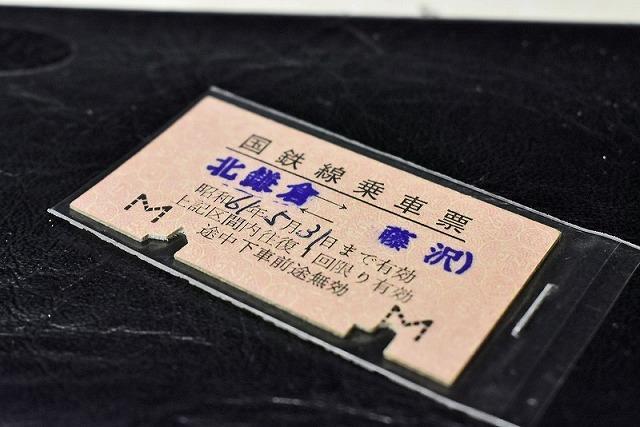 国鉄線乗車票
北鎌倉 → ← 藤沢)
昭和61年5月31日まで有効
上記区間内往復1回限り有効
途中下車前途無効
M M